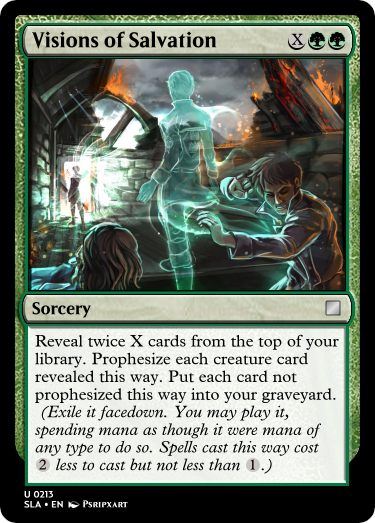 Visions of Salvation X
Sorcery
Reveal twice X cards from the top of your
library. Prophesize each creature card
revealed this way. Put each card not
prophesized this way into your graveyard.
(Exile it facedown. You may play it,
spending mana as though it were mana of
any type to do so. Spells cast this way cost
2 less to cast but not less than 1.)
U 0213
SLA • EN Psripxart